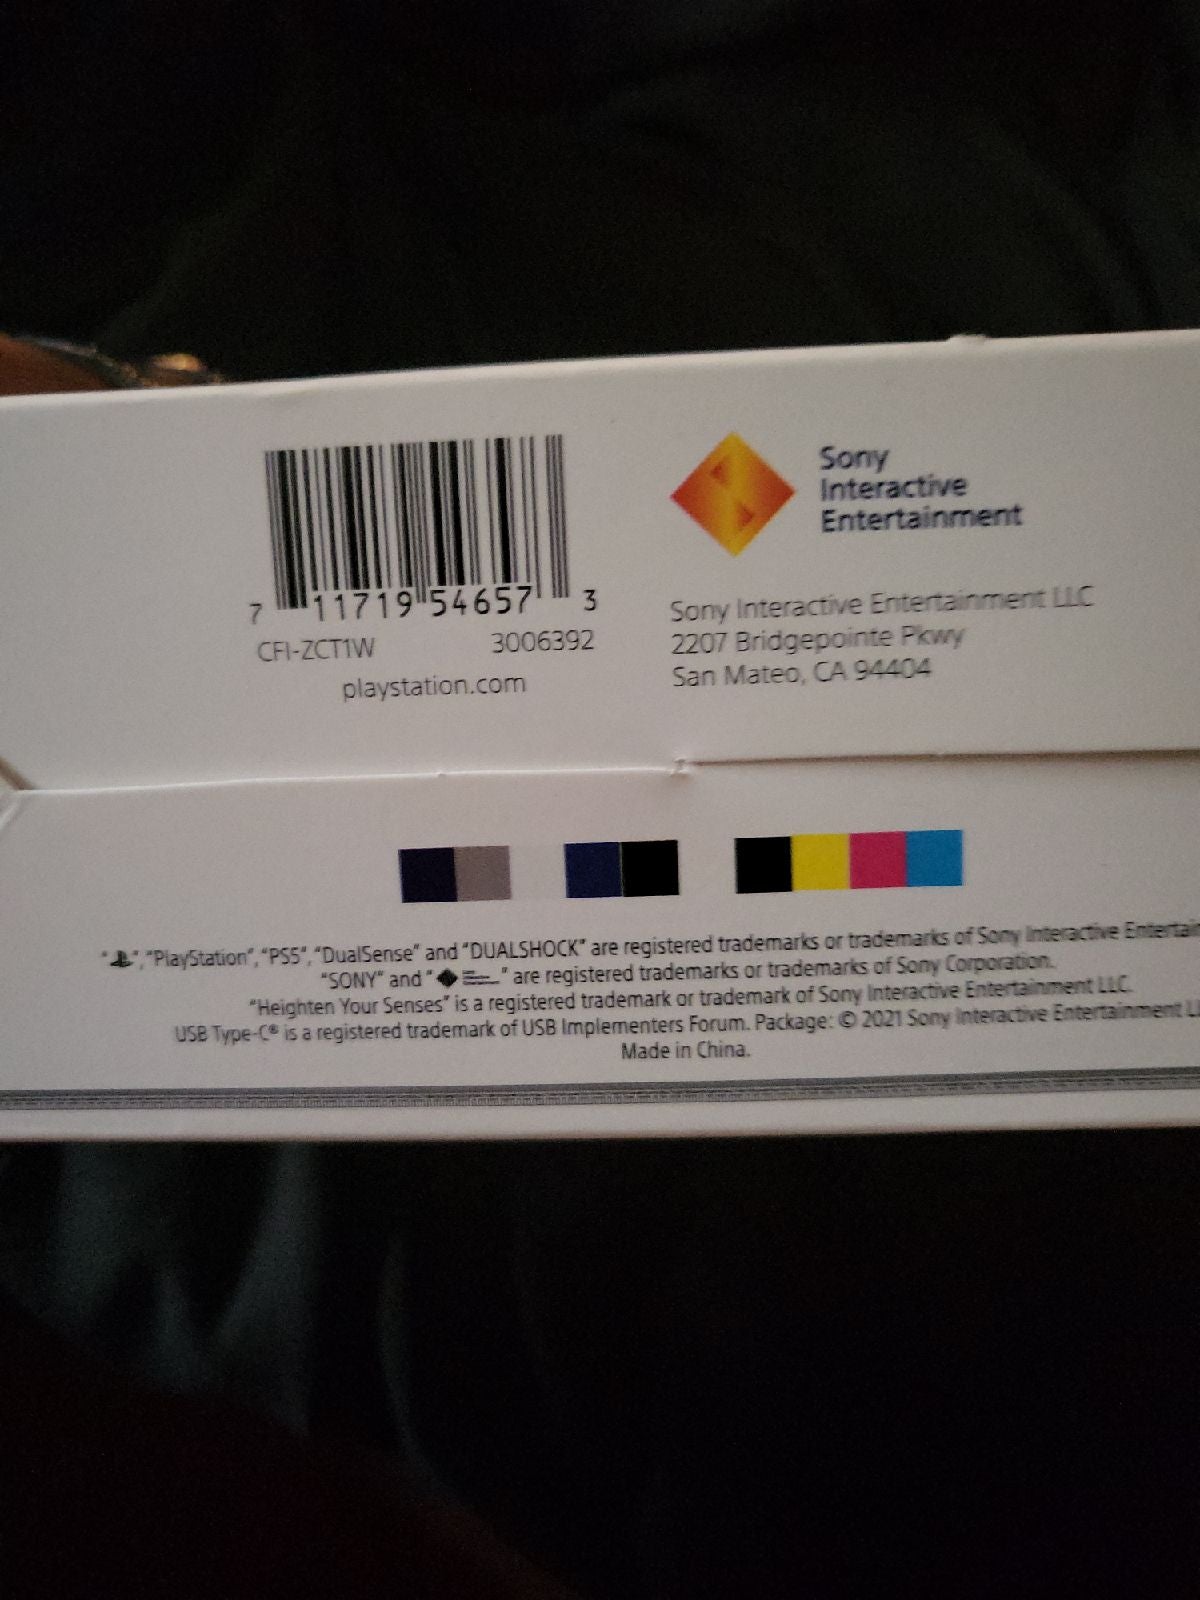 7 11719 54657 3
CFI-ZCT1W 3006392
playstation.com
Sony
Interactive
Entertainment
Sony Interactive Entertainment LLC
2207 Bridgepointe Pkwy
San Mateo, CA 94404
" ", "PlayStation", "PS5", "DualSense" and "DUALSHOCK" are registered trademarks or trademarks of Sony Interactive Entertain
"SONY" and " " are registered trademarks or trademarks of Sony Corporation.
"Heighten Your Senses" is a registered trademark or trademark of Sony Interactive Entertainment LLC.
USB Type-C® is a registered trademark of USB Implementers Forum. Package: © 2021 Sony Interactive Entertainment LL
Made in China.